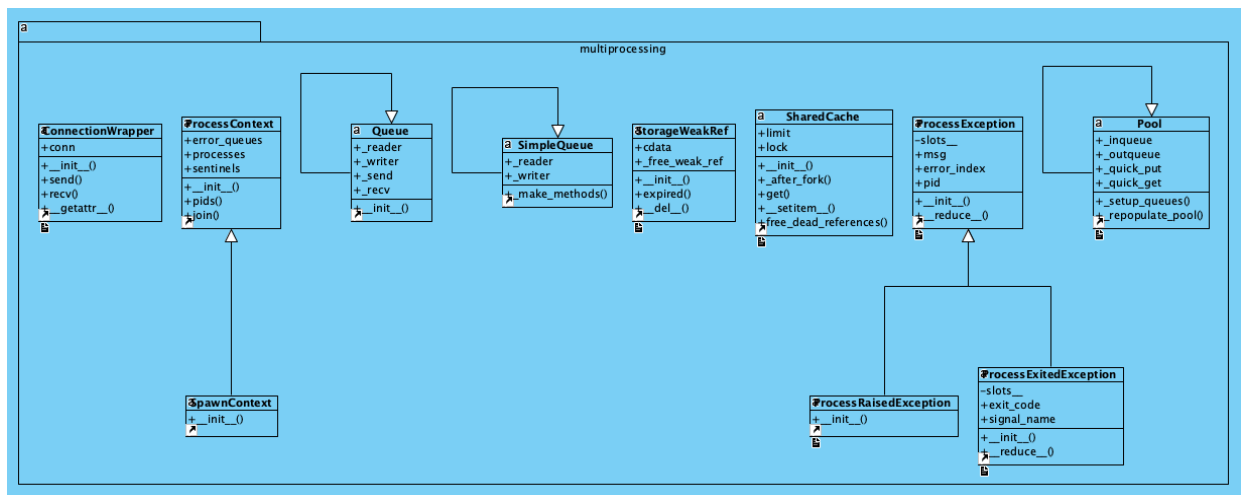 a
multiprocessing
ConnectionWrapper
+conn
+__init__()
+send()
+recv()
+__getattr__()
ProcessContext
+error_queues
+processes
+sentinels
+__init__()
+pids()
+join()
a
Queue
+_reader
+_writer
+_send
+_recv
+__init__()
a
SimpleQueue
+_reader
+_writer
+_make_methods()
StorageWeakRef
+cdata
+_free_weak_ref
+__init__()
+expired()
+__del__()
a
SharedCache
+limit
+lock
+__init__()
+_after_fork()
+get()
+__setitem__()
+free_dead_references()
ProcessException
-slots__
+msg
+error_index
+pid
+__init__()
+__reduce__()
a
Pool
+_inqueue
+_outqueue
+_quick_put
+_quick_get
+_setup_queues()
+_repopulate_pool()
SpawnContext
+__init__()
ProcessRaisedException
+__init__()
ProcessExitedException
-slots__
+exit_code
+signal_name
+__init__()
+__reduce__()